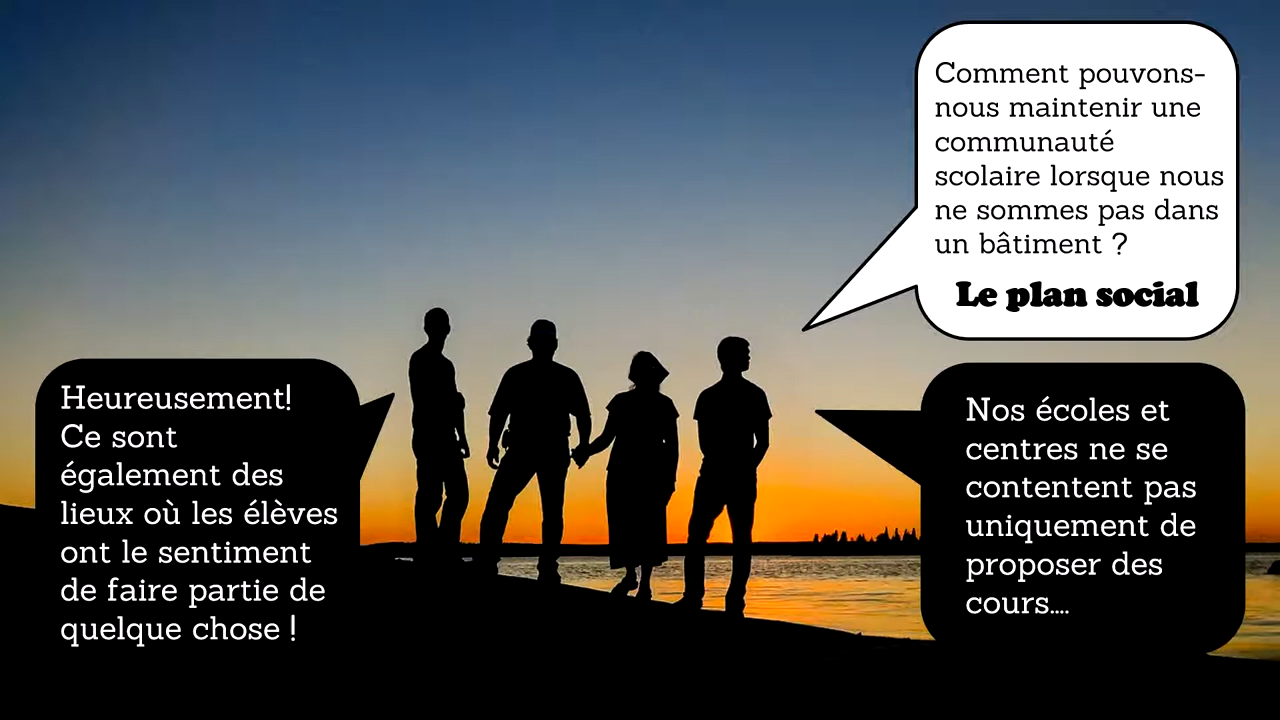 Comment pouvons-
nous maintenir une
communauté
scolaire lorsque nous
ne sommes pas dans
un bâtiment ?
Le plan social
Heureusement!
Ce sont
également des
lieux où les élèves
ont le sentiment
de faire partie de
quelque chose !
Nos écoles et
centres ne se
contentent pas
uniquement de
proposer des
cours....